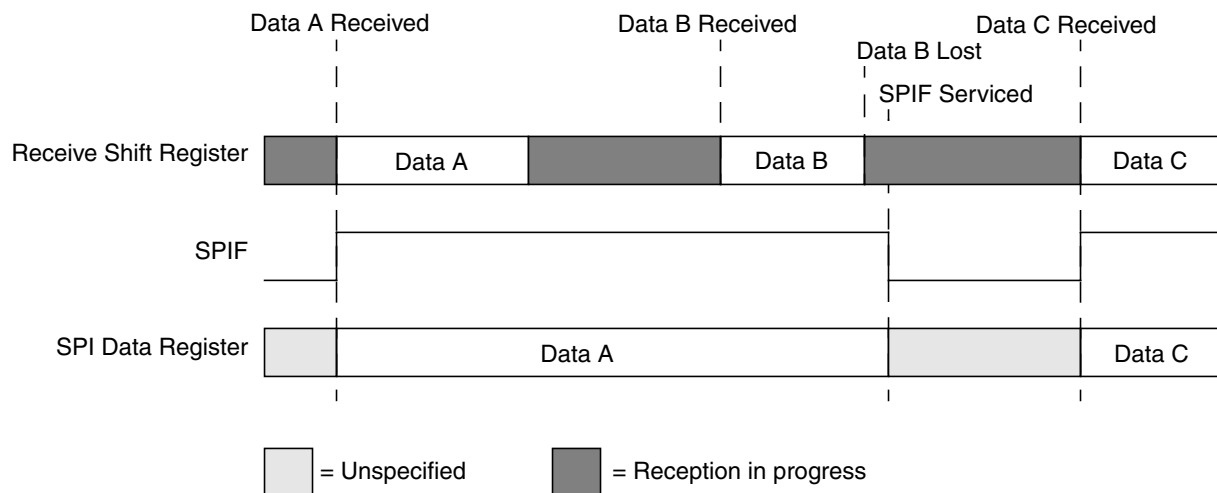 Data A Received
Data B Received
Data C Received
Data B Lost
SPIF Serviced
Receive Shift Register
Data A
Data B
Data C
SPIF
SPI Data Register
Data A
Data C
= Unspecified
= Reception in progress